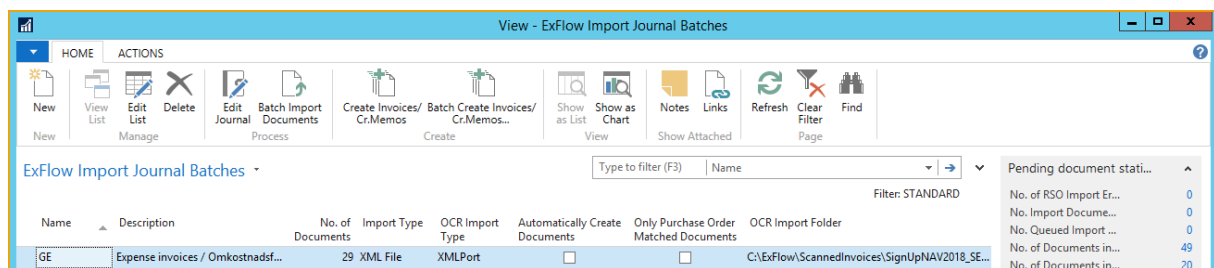 View - ExFlow Import Journal Batches
HOME ACTIONS
New View List Edit List Delete Edit Journal Batch Import Documents Create Invoices/ Cr.Memos Batch Create Invoices/ Cr.Memos... Show as List Show as Chart Notes Links Refresh Clear Filter Find
New Manage Process Create View Show Attached Page
ExFlow Import Journal Batches Type to filter (F3) Name Pending document stati...
Filter: STANDARD
No. of RSO Import Er... 0
No. Import Docume... 0
No. Queued Import ... 0
No. of Documents in... 49
No. of Documents in... 20
Name Description No. of Documents Import Type OCR Import Type Automatically Create Documents Only Purchase Order Matched Documents OCR Import Folder
GE Expense invoices / Omkostnadsf... 29 XML File XMLPort C:\ExFlow\ScannedInvoices\SignUpNAV2018_SE...